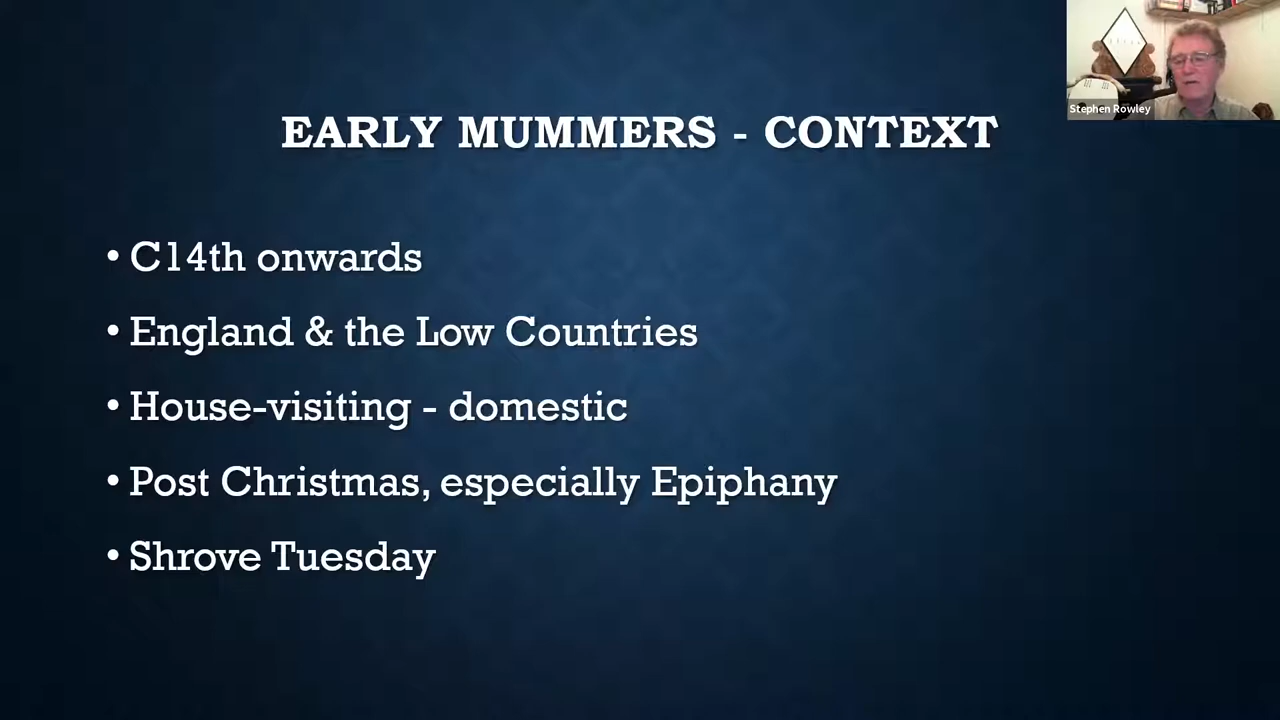 Stephen Rowley
EARLY MUMMERS - CONTEXT
• C14th onwards
• England & the Low Countries
• House-visiting - domestic
• Post Christmas, especially Epiphany
• Shrove Tuesday